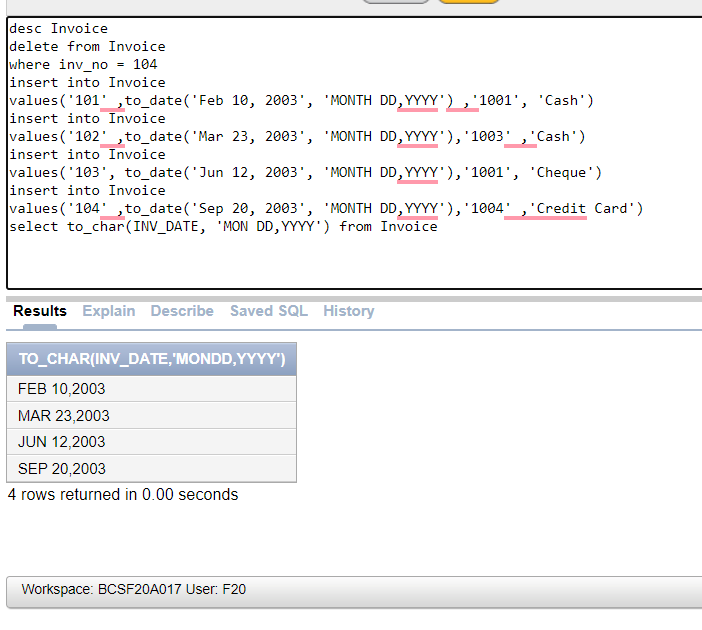 desc Invoice
delete from Invoice
where inv_no = 104
insert into Invoice
values('101' ,to_date('Feb 10, 2003', 'MONTH DD,YYYY') ,'1001', 'Cash')
insert into Invoice
values('102' ,to_date('Mar 23, 2003', 'MONTH DD,YYYY'),'1003' ,'Cash')
insert into Invoice
values('103', to_date('Jun 12, 2003', 'MONTH DD,YYYY'),'1001', 'Cheque')
insert into Invoice
values('104' ,to_date('Sep 20, 2003', 'MONTH DD,YYYY'),'1004' ,'Credit Card')
select to_char(INV_DATE, 'MON DD,YYYY') from Invoice
Results Explain Describe Saved SQL History
TO_CHAR(INV_DATE,'MONDD,YYYY')
FEB 10,2003
MAR 23,2003
JUN 12,2003
SEP 20,2003
4 rows returned in 0.00 seconds
Workspace: BCSF20A017 User: F20